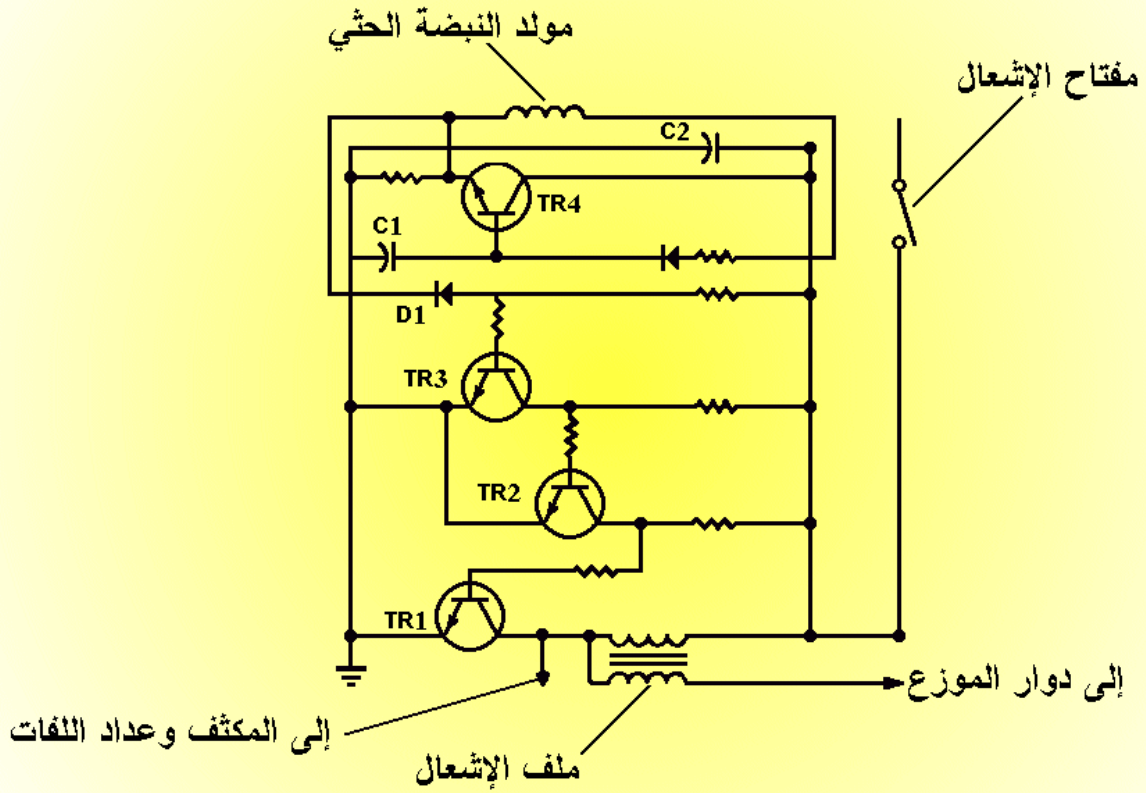 مولد النبضة الحثي
مفتاح الإشعال
C2
TR4
C1
D1
TR3
TR2
TR1
إلى دوار الموزع
إلى المكثف وعداد اللفات
ملف الإشعال